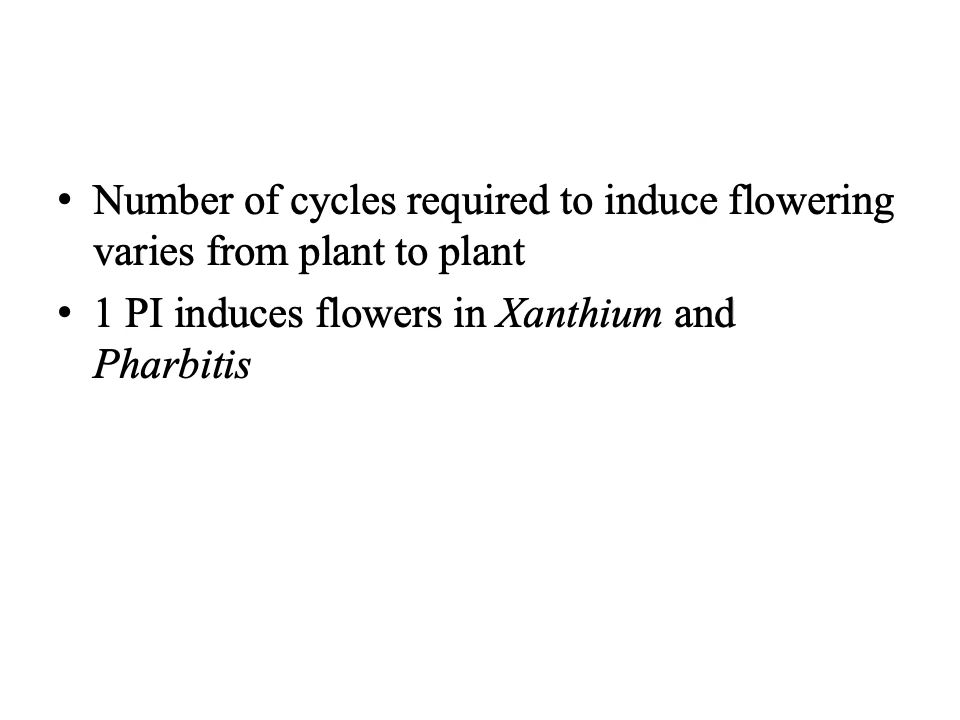 • Number of cycles required to induce flowering
varies from plant to plant
• 1 PI induces flowers in Xanthium and
Pharbitis